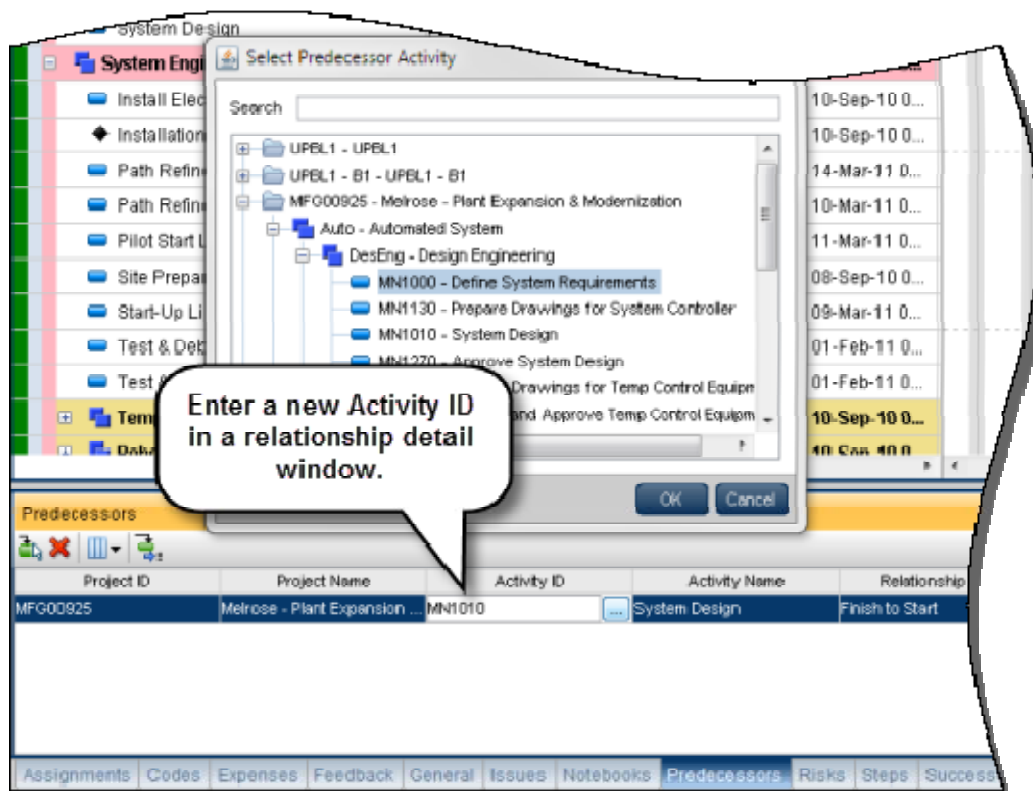 System Design
System Engi
Install Elec
Installation
Path Refin
Path Refin
Pilot Start L
Site Prepar
Start-Up Li
Test & Deb
Test
Tem
Select Predecessor Activity
Search
UPBL1 - UPBL1
UPBL1 - B1 - UPBL1 - B1
MFG00925 - Melrose - Plant Expansion & Modernization
Auto - Automated System
DesEng - Design Engineering
MN1000 - Define System Requirements
MN1130 - Prepare Drawings for System Controller
MN1010 - System Design
MN1270 - Approve System Design
Drawings for Temp Control Equipm
and Approve Temp Control Equipm
OK Cancel
10-Sep-10 0...
10-Sep-10 0...
14-Mar-11 0...
10-Mar-11 0...
11-Mar-11 0...
08-Sep-10 0...
09-Mar-11 0...
01-Feb-11 0...
01-Feb-11 0...
10-Sep-10 0...
Enter a new Activity ID
in a relationship detail
window.
Predecessors
Project ID Project Name Activity ID Activity Name Relationship
MFG00925 Melrose - Plant Expansion ... MN1010 ... System Design Finish to Start
Assignments Codes Expenses Feedback General Issues Notebooks Predecessors Risks Steps Success